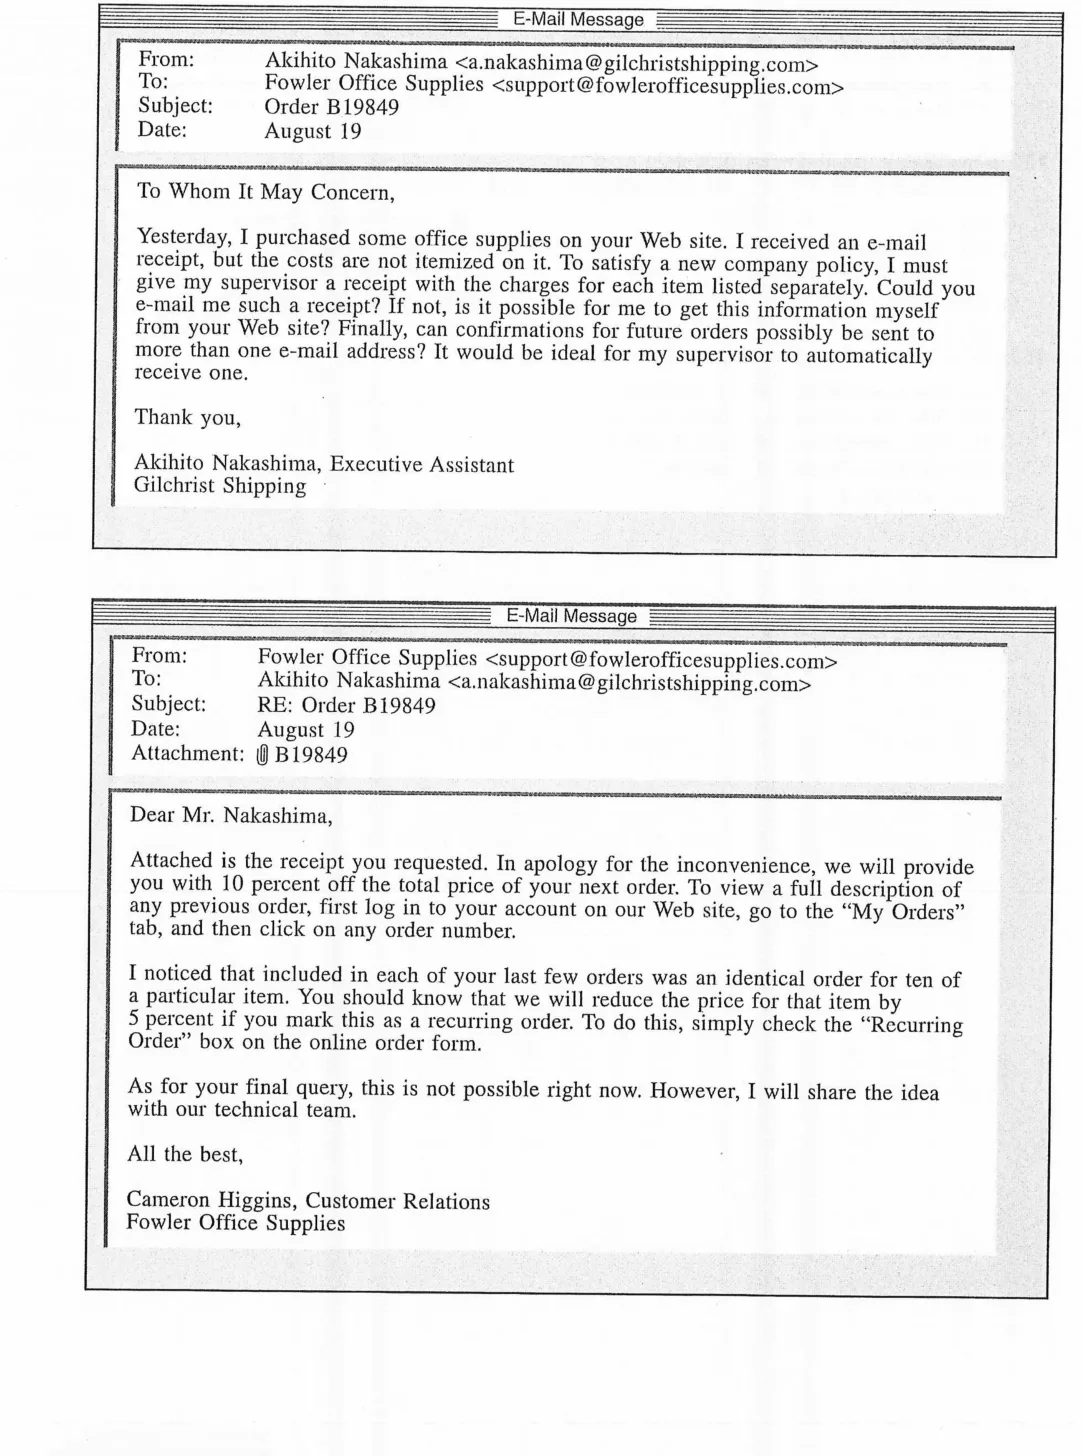 E-Mail Message
From: Akihito Nakashima <a.nakashima@gilchristshipping.com>
To: Fowler Office Supplies <support@fowlerofficesupplies.com>
Subject: Order B19849
Date: August 19
To Whom It May Concern,
Yesterday, I purchased some office supplies on your Web site. I received an e-mail
receipt, but the costs are not itemized on it. To satisfy a new company policy, I must
give my supervisor a receipt with the charges for each item listed separately. Could you
e-mail me such a receipt? If not, is it possible for me to get this information myself
from your Web site? Finally, can confirmations for future orders possibly be sent to
more than one e-mail address? It would be ideal for my supervisor to automatically
receive one.
Thank you,
Akihito Nakashima, Executive Assistant
Gilchrist Shipping
E-Mail Message
From: Fowler Office Supplies <support@fowlerofficesupplies.com>
To: Akihito Nakashima <a.nakashima@gilchristshipping.com>
Subject: RE: Order B19849
Date: August 19
Attachment: B19849
Dear Mr. Nakashima,
Attached is the receipt you requested. In apology for the inconvenience, we will provide
you with 10 percent off the total price of your next order. To view a full description of
any previous order, first log in to your account on our Web site, go to the “My Orders”
tab, and then click on any order number.
I noticed that included in each of your last few orders was an identical order for ten of
a particular item. You should know that we will reduce the price for that item by
5 percent if you mark this as a recurring order. To do this, simply check the “Recurring
Order” box on the online order form.
As for your final query, this is not possible right now. However, I will share the idea
with our technical team.
All the best,
Cameron Higgins, Customer Relations
Fowler Office Supplies